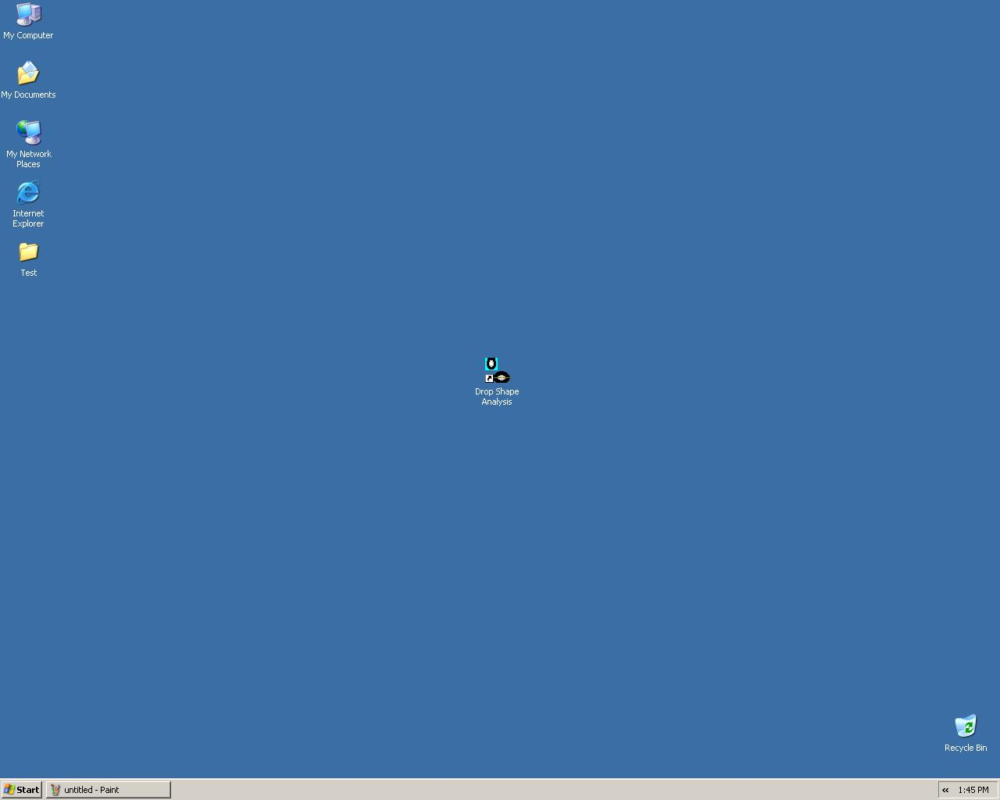 My Computer
My Documents
My Network
Places
Internet
Explorer
Test
Drop Shape
Analysis
Recycle Bin
Start
untitled - Paint
1:45 PM